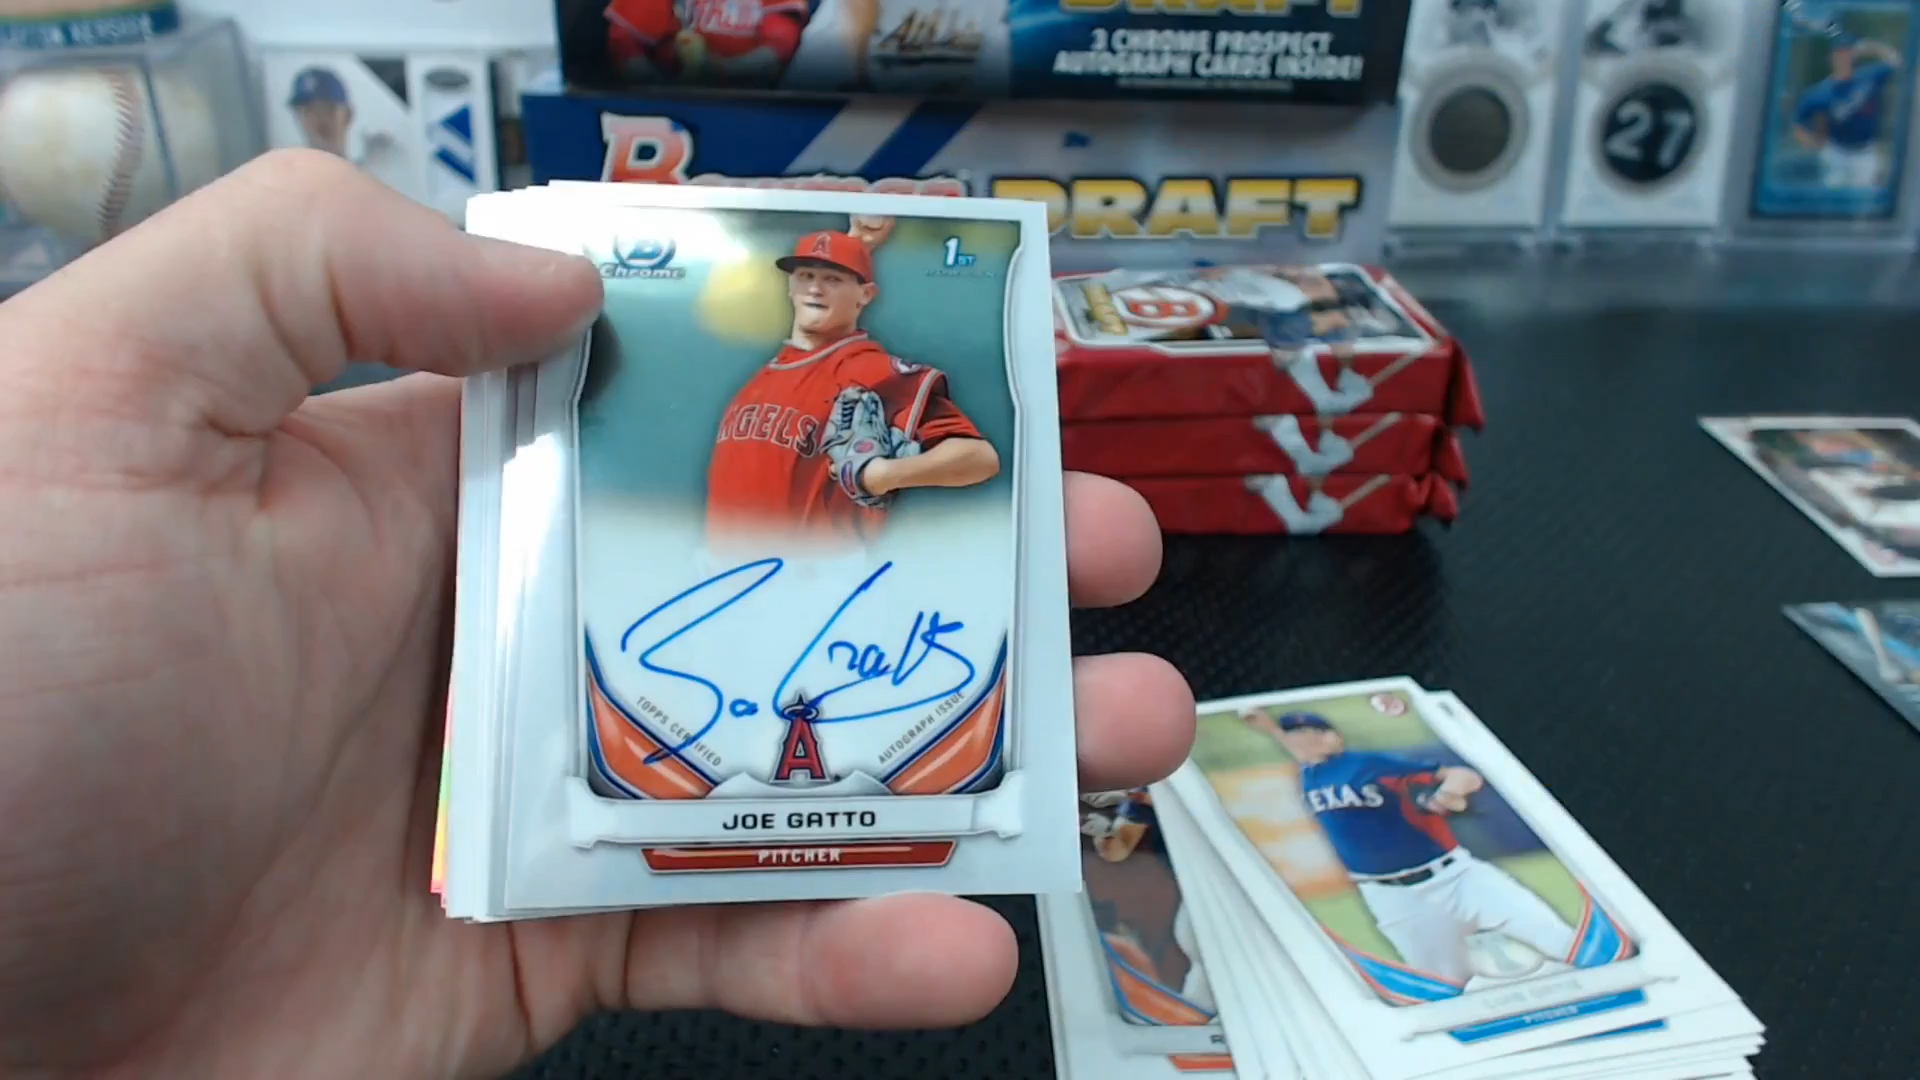 DRAFT
3 CHROME PROSPECT
AUTOGRAPH CARDS INSIDE!
B
DRAFT
27
B
Chrome
1ST
A
ANGELS
TOPPS CERTIFIED
AUTOGRAPH ISSUE
A
JOE GATTO
PITCHER
TEXAS
PITCHER